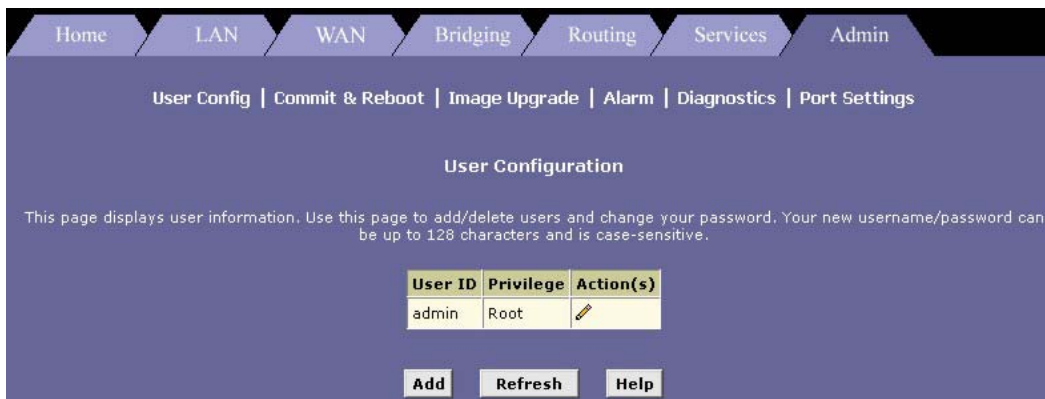 Home LAN WAN Bridging Routing Services Admin
User Config | Commit & Reboot | Image Upgrade | Alarm | Diagnostics | Port Settings
User Configuration
This page displays user information. Use this page to add/delete users and change your password. Your new username/password can
be up to 128 characters and is case-sensitive.
User ID Privilege Action(s)
admin Root
Add Refresh Help